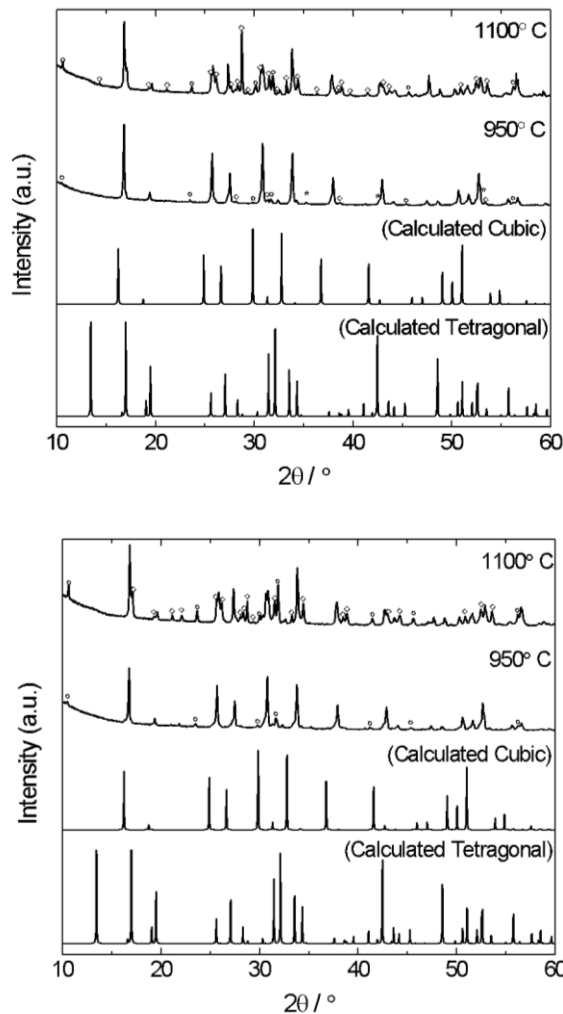 1100° C
950° C
(Calculated Cubic)
(Calculated Tetragonal)
Intensity (a.u.)
10 20 30 40 50 60
2θ / °
1100° C
950° C
(Calculated Cubic)
(Calculated Tetragonal)
Intensity (a.u.)
10 20 30 40 50 60
2θ / °